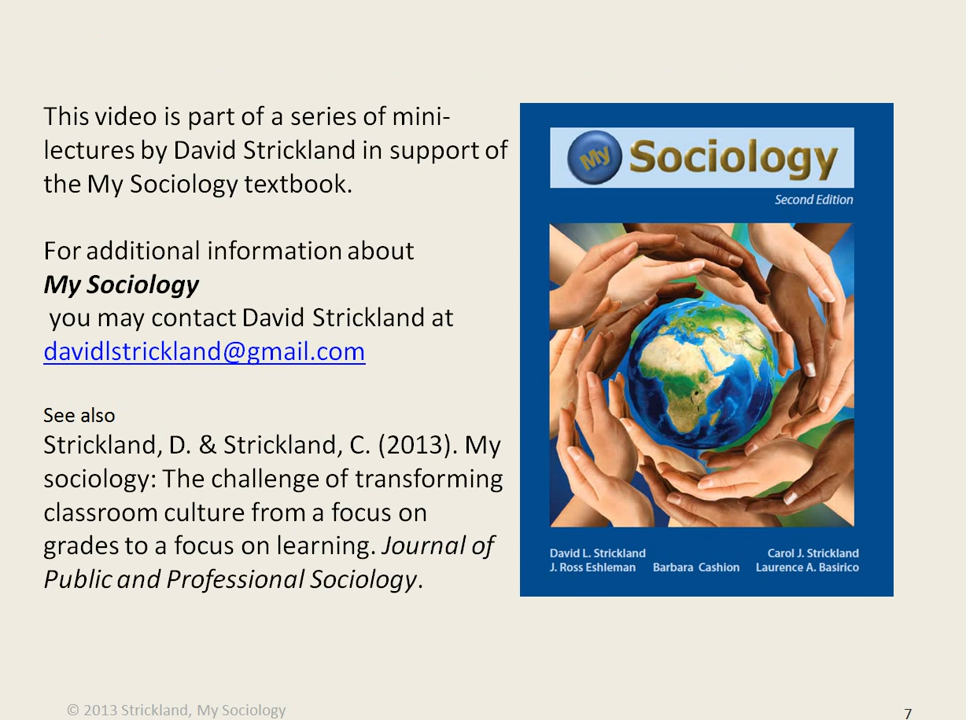 This video is part of a series of mini-
lectures by David Strickland in support of
the My Sociology textbook.
For additional information about
My Sociology
you may contact David Strickland at
davidlstrickland@gmail.com
See also
Strickland, D. & Strickland, C. (2013). My
sociology: The challenge of transforming
classroom culture from a focus on
grades to a focus on learning. Journal of
Public and Professional Sociology.
My Sociology
Second Edition
David L. Strickland Carol J. Strickland
J. Ross Eshleman Barbara Cashion Laurence A. Basirico
© 2013 Strickland, My Sociology
7